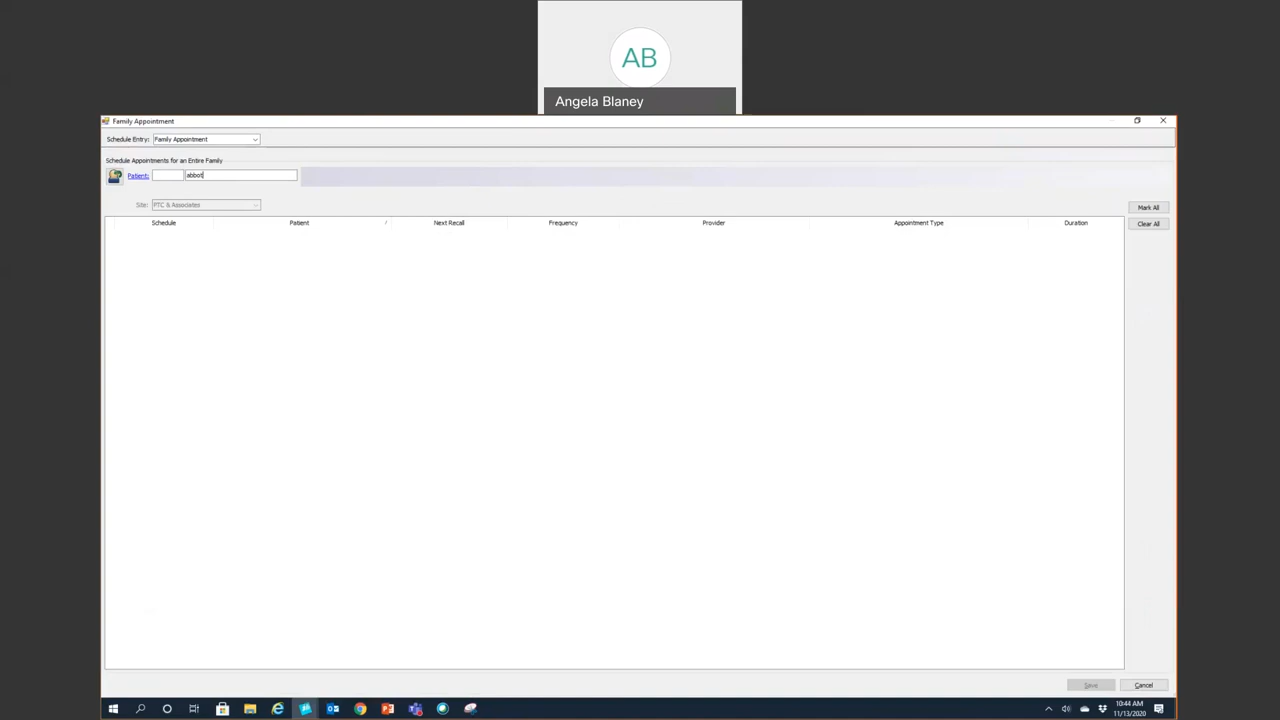 AB
Angela Blaney
Family Appointment
Schedule Entry: Family Appointment
Schedule Appointments for an Entire Family
Patient: abbot
Site: PTC & Associates
Mark All
Schedule Patient Next Recall Frequency Provider Appointment Type Duration
Clear All
Save Cancel
10:44 AM
11/13/2020